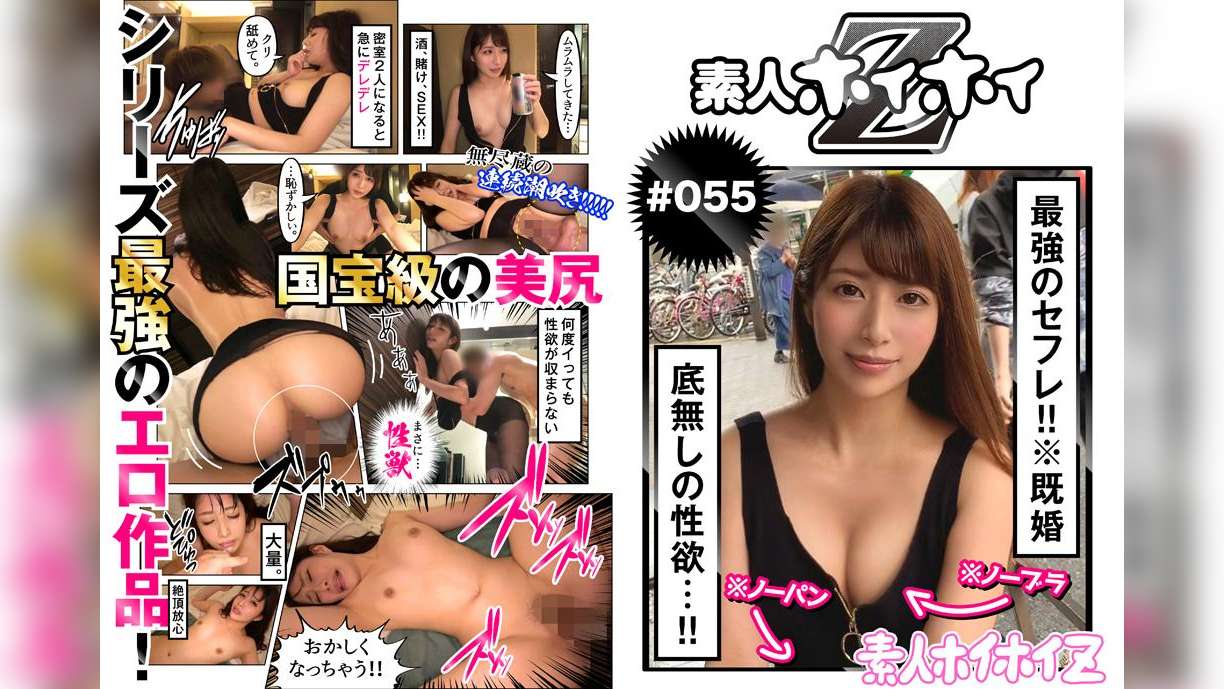 シリーズ最強のエロ作品!
ムラムラしてきた…
酒、賭け、SEX!!
密室2人になると
急にデレデレ
クリ
舐めて。
無尽蔵の
連続潮吹き!!!!!
…恥ずかしい。
国宝級の美尻
何度イっても
性欲が収まらない
あぁぁぁ
まさに…
性獣
大量。
絶頂放心
おかしく
なっちゃう!!
素人ホイホイZ
#055
最強のセフレ!!※既婚
底無しの性欲…!!
※ノーブラ
※ノーパン
素人ホイホイZ